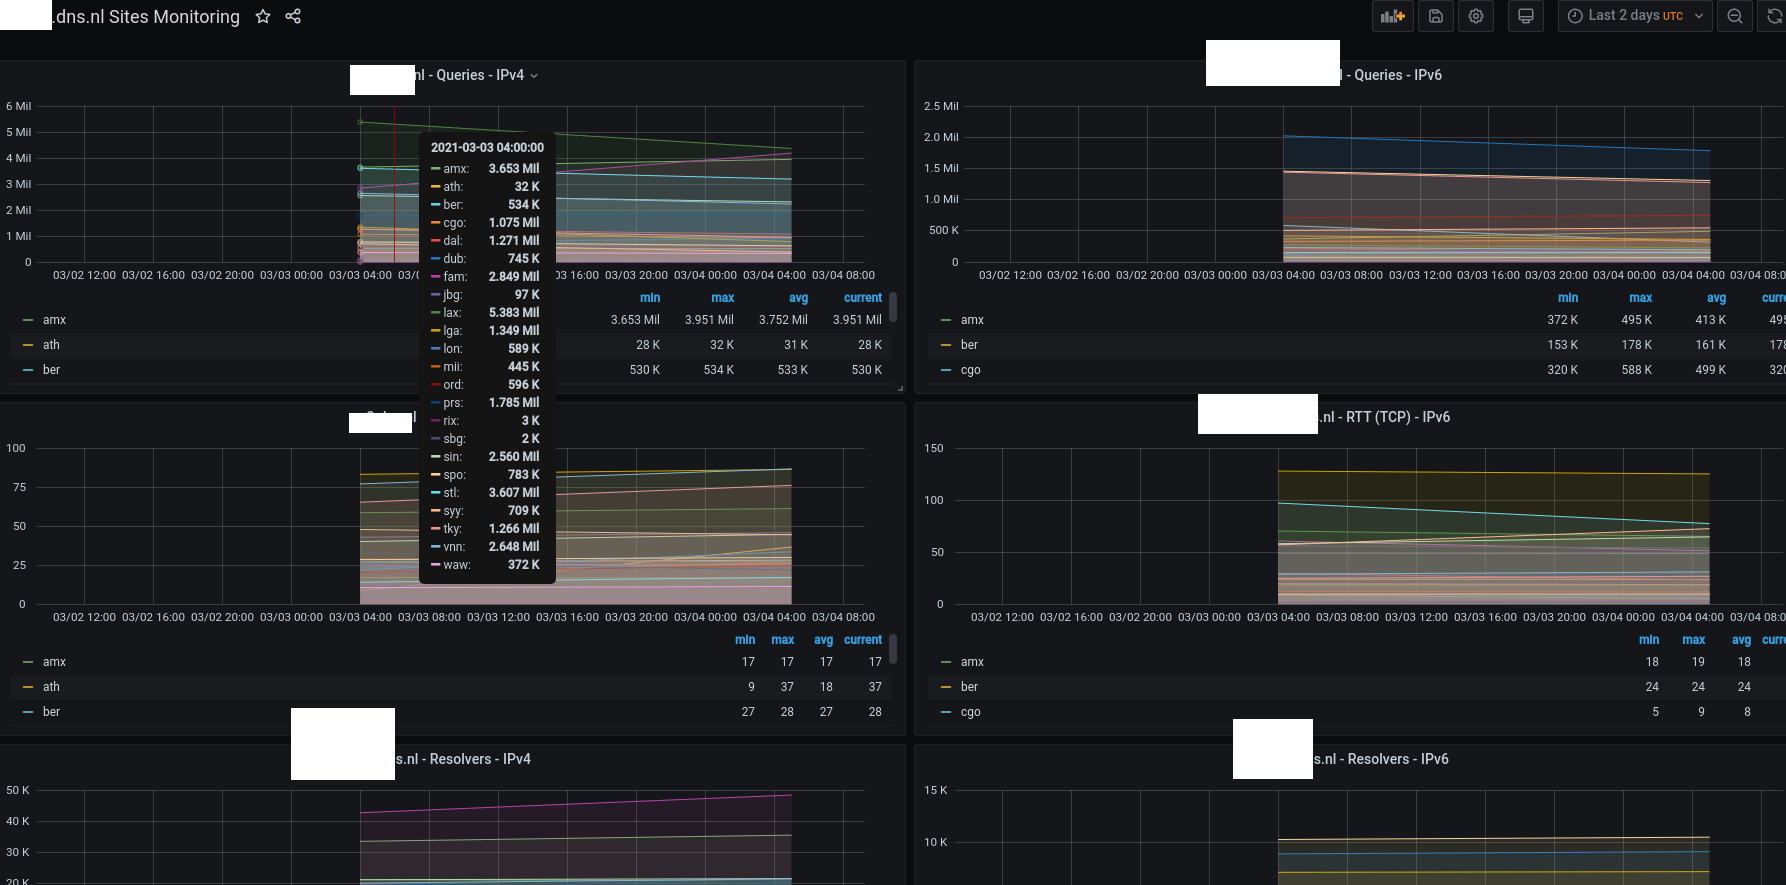 .dns.nl Sites Monitoring
Last 2 days UTC
nl - Queries - IPv4
6 Mil
5 Mil
4 Mil
3 Mil
2 Mil
1 Mil
0
03/02 12:00 03/02 16:00 03/02 20:00 03/03 00:00 03/03 04:00 03/0 03 16:00 03/03 20:00 03/04 00:00 03/04 04:00 03/04 08:00
2021-03-03 04:00:00
amx: 3.653 Mil
ath: 32 K
ber: 534 K
cgo: 1.075 Mil
dal: 1.271 Mil
dub: 745 K
fam: 2.849 Mil
jbg: 97 K
lax: 5.383 Mil
lga: 1.349 Mil
lon: 589 K
mii: 445 K
ord: 596 K
prs: 1.785 Mil
rix: 3 K
sbg: 2 K
sin: 2.560 Mil
spo: 783 K
stl: 3.607 Mil
syy: 709 K
tky: 1.266 Mil
vnn: 2.648 Mil
waw: 372 K
min max avg current
amx 3.653 Mil 3.951 Mil 3.752 Mil 3.951 Mil
ath 28 K 32 K 31 K 28 K
ber 530 K 534 K 533 K 530 K
- Queries - IPv6
2.5 Mil
2.0 Mil
1.5 Mil
1.0 Mil
500 K
0
03/02 12:00 03/02 16:00 03/02 20:00 03/03 00:00 03/03 04:00 03/03 08:00 03/03 12:00 03/03 16:00 03/03 20:00 03/04 00:00 03/04 04:00 03/04 08:0
min max avg curre
amx 372 K 495 K 413 K 495
ber 153 K 178 K 161 K 178
cgo 320 K 588 K 499 K 320
100
75
50
25
0
03/02 12:00 03/02 16:00 03/02 20:00 03/03 00:00 03/03 04:00 03/03 08:00 03/03 12:00 03/03 16:00 03/03 20:00 03/04 00:00 03/04 04:00 03/04 08:00
min max avg current
amx 17 17 17 17
ath 9 37 18 37
ber 27 28 27 28
.nl - RTT (TCP) - IPv6
150
100
50
0
03/02 12:00 03/02 16:00 03/02 20:00 03/03 00:00 03/03 04:00 03/03 08:00 03/03 12:00 03/03 16:00 03/03 20:00 03/04 00:00 03/04 04:00 03/04 08:0
min max avg curre
amx 18 19 18
ber 24 24 24
cgo 5 9 8
s.nl - Resolvers - IPv4
50 K
40 K
30 K
20 K
s.nl - Resolvers - IPv6
15 K
10 K